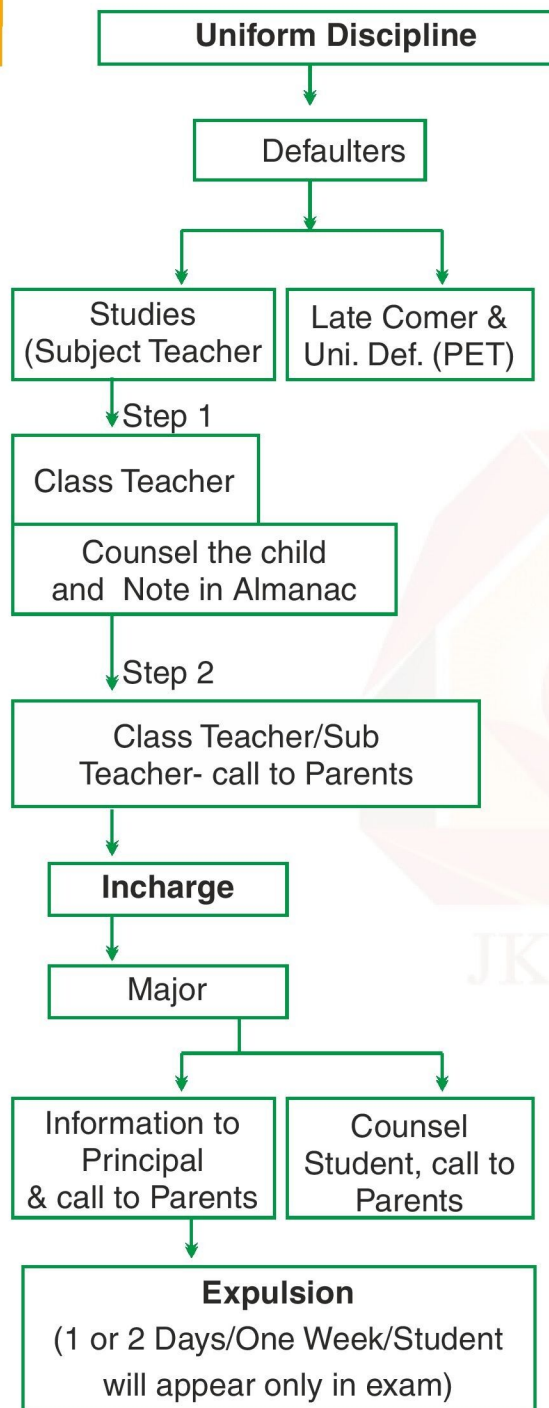 Uniform Discipline
Defaulters
Studies
(Subject Teacher
Late Comer &
Uni. Def. (PET)
Step 1
Class Teacher
Counsel the child
and Note in Almanac
Step 2
Class Teacher/Sub
Teacher- call to Parents
Incharge
Major
Information to
Principal
& call to Parents
Counsel
Student, call to
Parents
Expulsion
(1 or 2 Days/One Week/Student
will appear only in exam)
JK